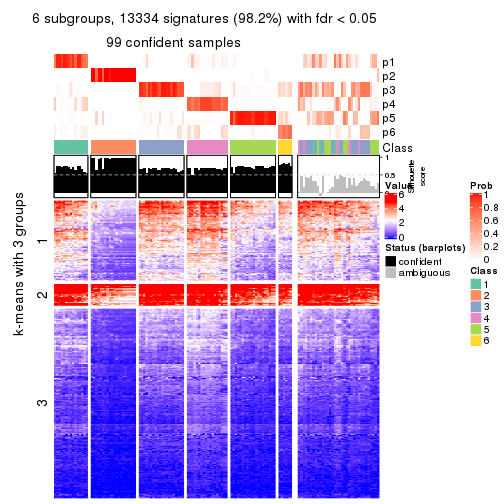 6 subgroups, 13334 signatures (98.2%) with fdr < 0.05
99 confident samples
p1
p2
p3
p4
p5
p6
Class
1
0.5
0
Silhouette
score
k-means with 3 groups
1
2
3
Value
6
4
2
0
Status (barplots)
confident
ambiguous
Prob
1
0.8
0.6
0.4
0.2
0
Class
1
2
3
4
5
6